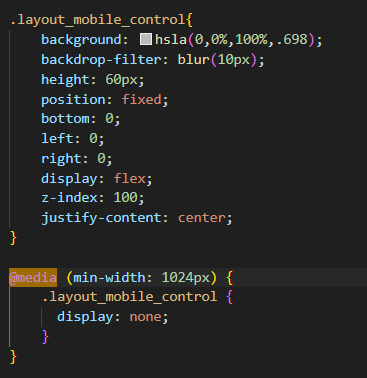 .layout_mobile_control{
    background: hsla(0,0%,100%,.698);
    backdrop-filter: blur(10px);
    height: 60px;
    position: fixed;
    bottom: 0;
    left: 0;
    right: 0;
    display: flex;
    z-index: 100;
    justify-content: center;
}

@media (min-width: 1024px) {
    .layout_mobile_control {
      display: none;
    }
}